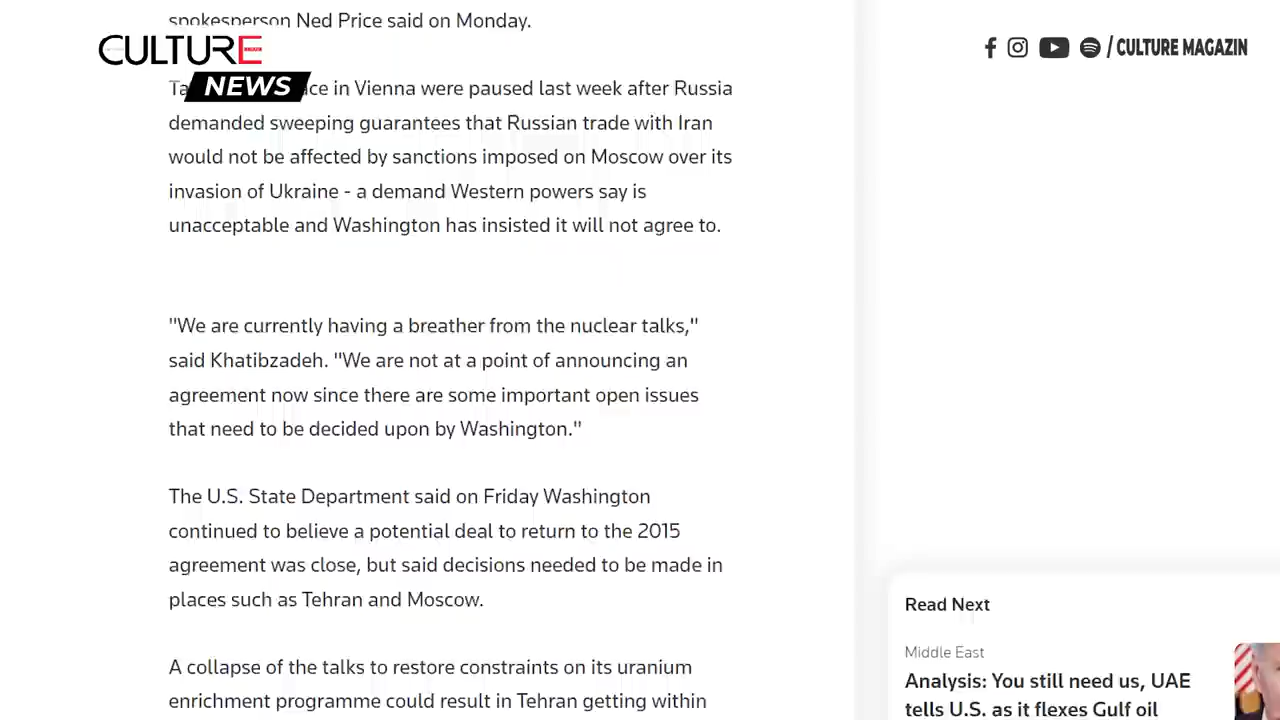 spokesperson Ned Price said on Monday.
CULTURE
/ CULTURE MAGAZIN
NEWS
ce in Vienna were paused last week after Russia
demanded sweeping guarantees that Russian trade with Iran
would not be affected by sanctions imposed on Moscow over its
invasion of Ukraine - a demand Western powers say is
unacceptable and Washington has insisted it will not agree to.
"We are currently having a breather from the nuclear talks,"
said Khatibzadeh. "We are not at a point of announcing an
agreement now since there are some important open issues
that need to be decided upon by Washington."
The U.S. State Department said on Friday Washington
continued to believe a potential deal to return to the 2015
agreement was close, but said decisions needed to be made in
places such as Tehran and Moscow.
A collapse of the talks to restore constraints on its uranium
enrichment programme could result in Tehran getting within
Read Next
Middle East
Analysis: You still need us, UAE
tells U.S. as it flexes Gulf oil